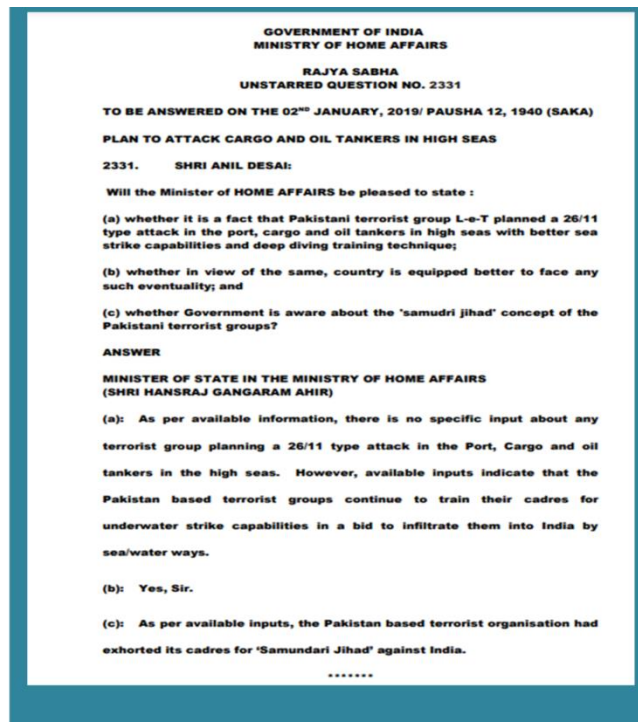 GOVERNMENT OF INDIA
MINISTRY OF HOME AFFAIRS
RAJYA SABHA
UNSTARRED QUESTION NO. 2331
TO BE ANSWERED ON THE 02ND JANUARY, 2019/ PAUSHA 12, 1940 (SAKA)
PLAN TO ATTACK CARGO AND OIL TANKERS IN HIGH SEAS
2331. SHRI ANIL DESAI:
Will the Minister of HOME AFFAIRS be pleased to state :
(a) whether it is a fact that Pakistani terrorist group L-e-T planned a 26/11
type attack in the port, cargo and oil tankers in high seas with better sea
strike capabilities and deep diving training technique;
(b) whether in view of the same, country is equipped better to face any
such eventuality; and
(c) whether Government is aware about the 'samudri jihad' concept of the
Pakistani terrorist groups?
ANSWER
MINISTER OF STATE IN THE MINISTRY OF HOME AFFAIRS
(SHRI HANSRAJ GANGARAM AHIR)
(a): As per available information, there is no specific input about any
terrorist group planning a 26/11 type attack in the Port, Cargo and oil
tankers in the high seas. However, available inputs indicate that the
Pakistan based terrorist groups continue to train their cadres for
underwater strike capabilities in a bid to infiltrate them into India by
sea/water ways.
(b): Yes, Sir.
(c): As per available inputs, the Pakistan based terrorist organisation had
exhorted its cadres for ‘Samundari Jihad’ against India.
*******